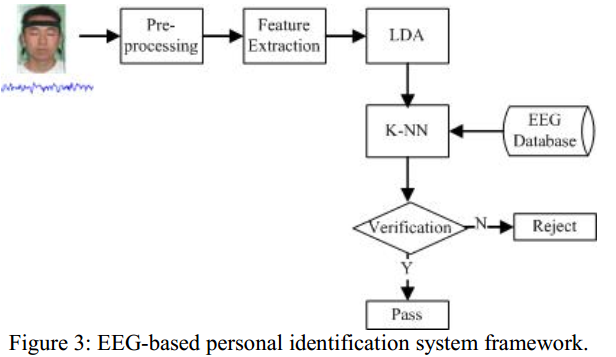 Pre-
processing
Feature
Extraction
LDA
K-NN
EEG
Database
Verification
N
Reject
Y
Pass
Figure 3: EEG-based personal identification system framework.